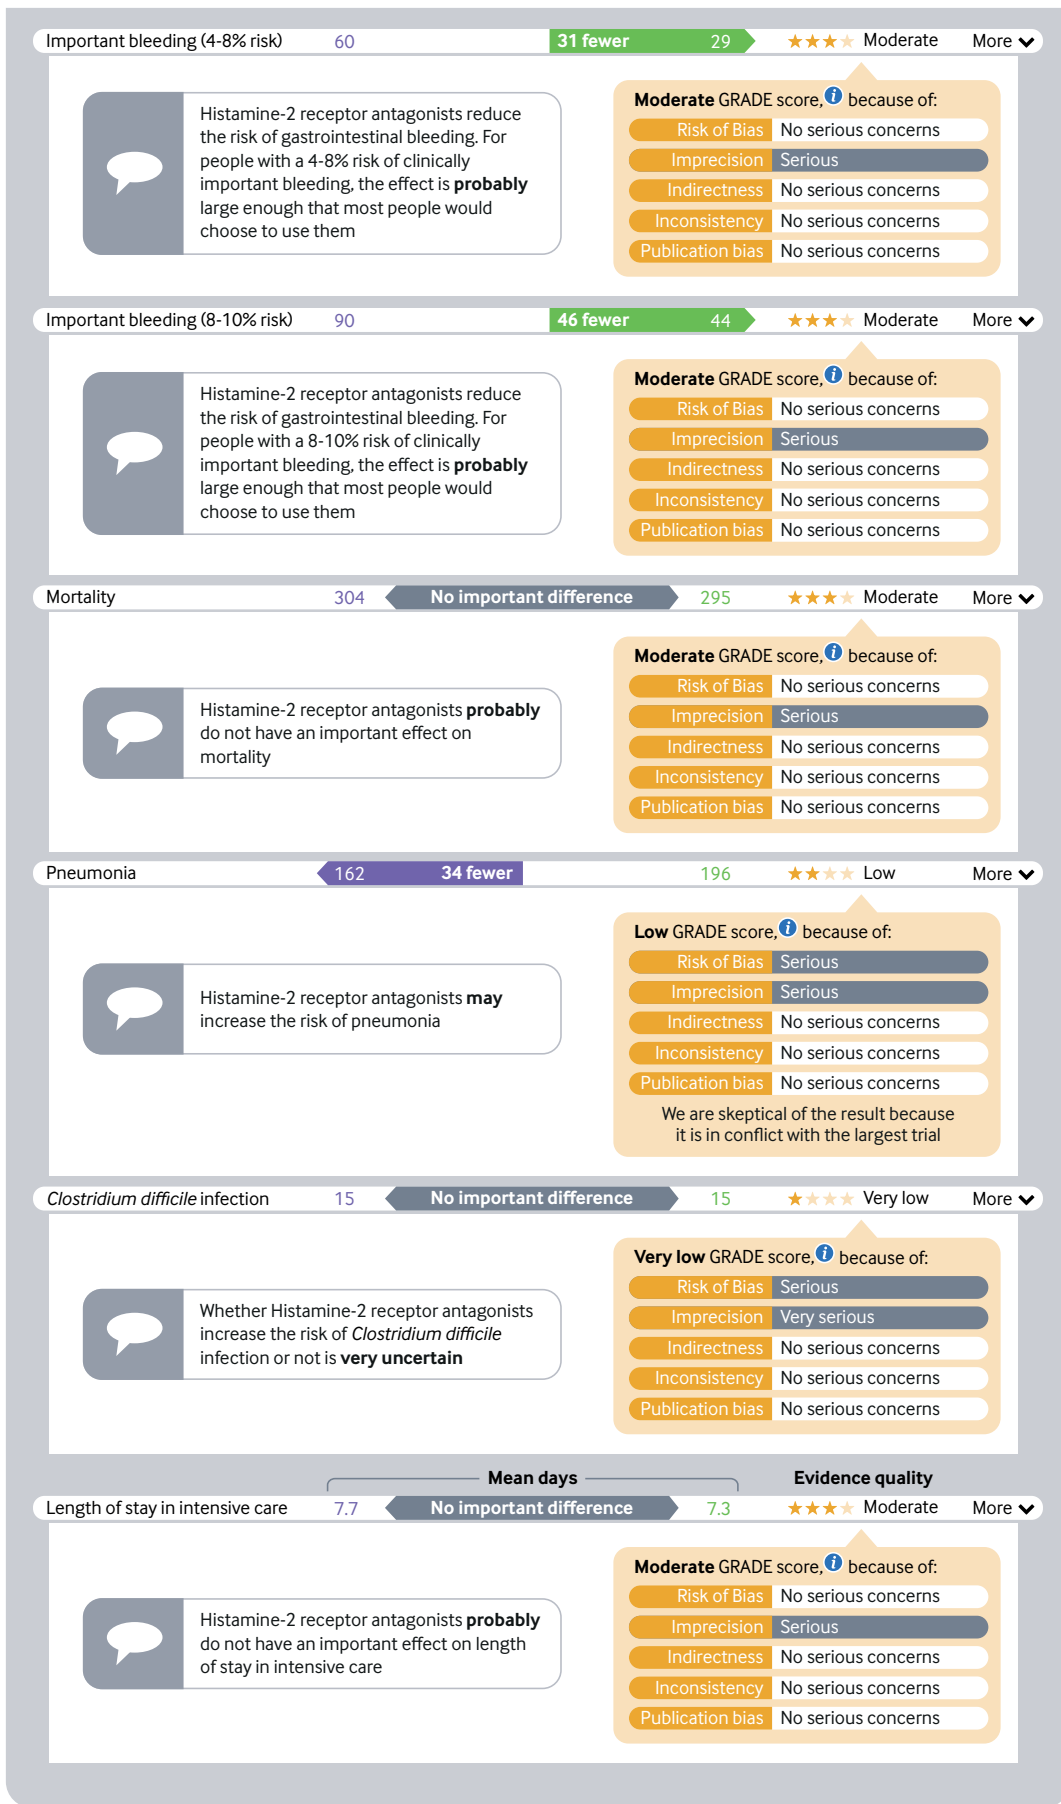 Important bleeding (4-8% risk) 60 31 fewer 29 Moderate More
Histamine-2 receptor antagonists reduce
the risk of gastrointestinal bleeding. For
people with a 4-8% risk of clinically
important bleeding, the effect is probably
large enough that most people would
choose to use them
Moderate GRADE score, i because of:
Risk of Bias No serious concerns
Imprecision Serious
Indirectness No serious concerns
Inconsistency No serious concerns
Publication bias No serious concerns
Important bleeding (8-10% risk) 90 46 fewer 44 Moderate More
Histamine-2 receptor antagonists reduce
the risk of gastrointestinal bleeding. For
people with a 8-10% risk of clinically
important bleeding, the effect is probably
large enough that most people would
choose to use them
Moderate GRADE score, i because of:
Risk of Bias No serious concerns
Imprecision Serious
Indirectness No serious concerns
Inconsistency No serious concerns
Publication bias No serious concerns
Mortality 304 No important difference 295 Moderate More
Histamine-2 receptor antagonists probably
do not have an important effect on
mortality
Moderate GRADE score, i because of:
Risk of Bias No serious concerns
Imprecision Serious
Indirectness No serious concerns
Inconsistency No serious concerns
Publication bias No serious concerns
Pneumonia 162 34 fewer 196 Low More
Histamine-2 receptor antagonists may
increase the risk of pneumonia
Low GRADE score, i because of:
Risk of Bias Serious
Imprecision Serious
Indirectness No serious concerns
Inconsistency No serious concerns
Publication bias No serious concerns
We are skeptical of the result because
it is in conflict with the largest trial
Clostridium difficile infection 15 No important difference 15 Very low More
Whether Histamine-2 receptor antagonists
increase the risk of Clostridium difficile
infection or not is very uncertain
Very low GRADE score, i because of:
Risk of Bias Serious
Imprecision Very serious
Indirectness No serious concerns
Inconsistency No serious concerns
Publication bias No serious concerns
Mean days Evidence quality
Length of stay in intensive care 7.7 No important difference 7.3 Moderate More
Histamine-2 receptor antagonists probably
do not have an important effect on length
of stay in intensive care
Moderate GRADE score, i because of:
Risk of Bias No serious concerns
Imprecision Serious
Indirectness No serious concerns
Inconsistency No serious concerns
Publication bias No serious concerns